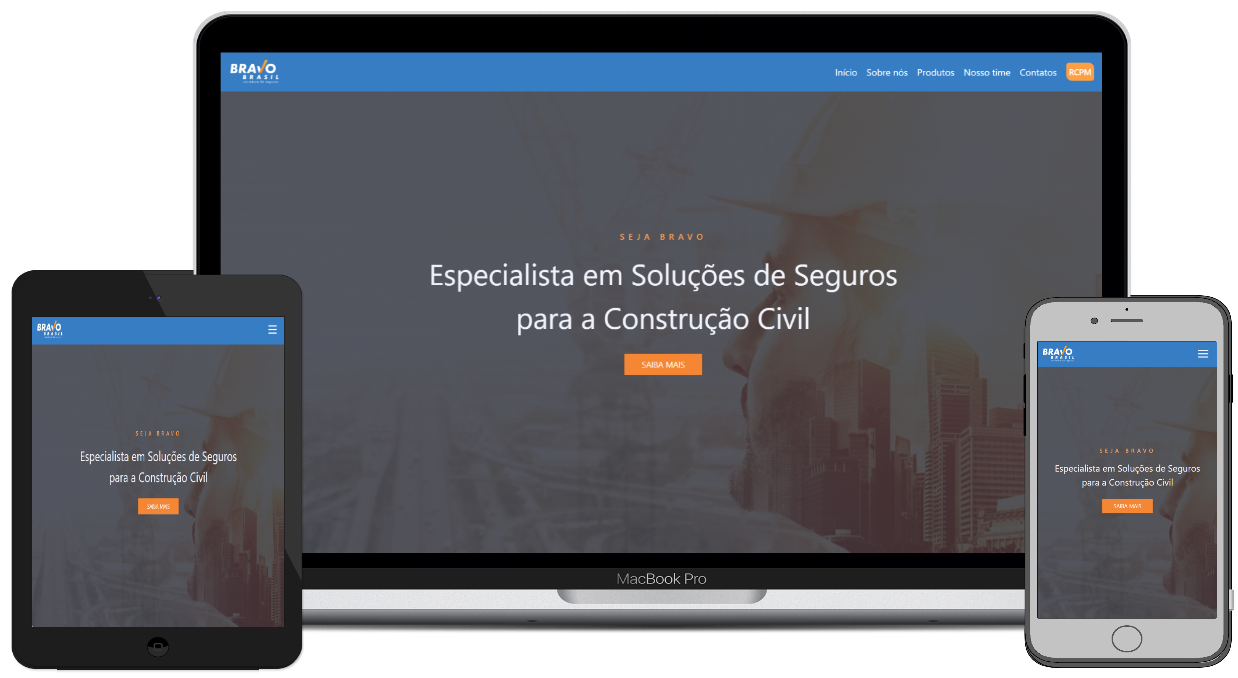 BRAVO
BRASIL
Início Sobre nós Produtos Nosso time Contatos RCPM
SEJA BRAVO
Especialista em Soluções de Seguros
para a Construção Civil
SAIBA MAIS
MacBook Pro
BRAVO
BRASIL
SEJA BRAVO
Especialista em Soluções de Seguros
para a Construção Civil
SAIBA MAIS
BRAVO
BRASIL
SEJA BRAVO
Especialista em Soluções de Seguros
para a Construção Civil
SAIBA MAIS